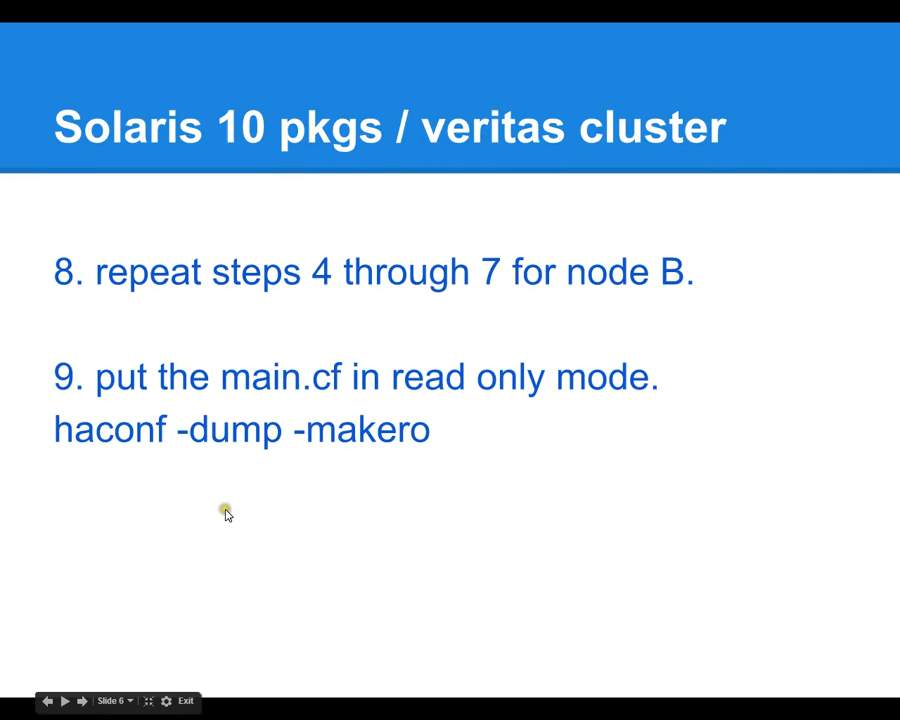 Solaris 10 pkgs / veritas cluster
8. repeat steps 4 through 7 for node B.
9. put the main.cf in read only mode.
haconf -dump -makero
Slide 6
Exit